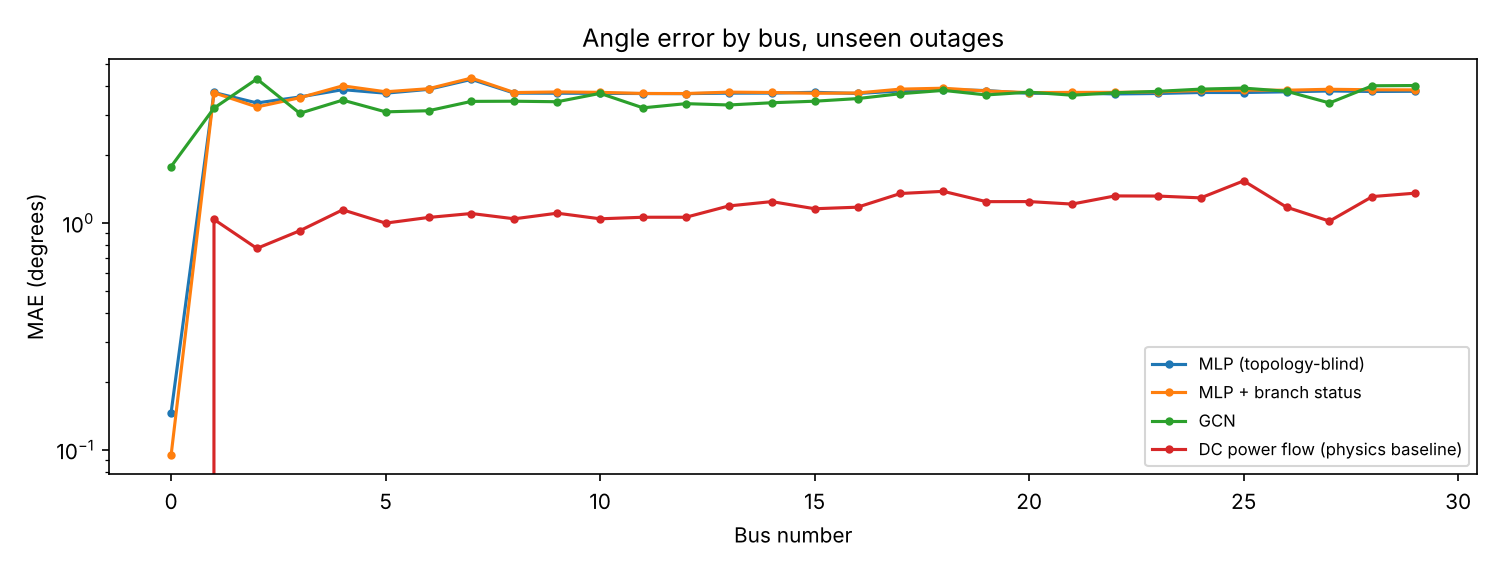 Angle error by bus, unseen outages
MAE (degrees)
10⁰
10⁻¹
MLP (topology-blind)
MLP + branch status
GCN
DC power flow (physics baseline)
0 5 10 15 20 25 30
Bus number